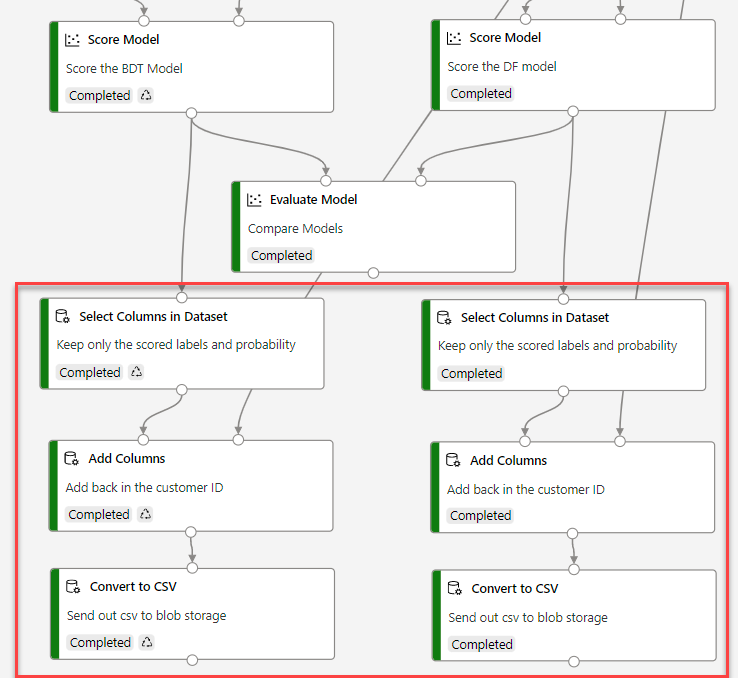 Score Model
Score the BDT Model
Completed
Score Model
Score the DF model
Completed
Evaluate Model
Compare Models
Completed
Select Columns in Dataset
Keep only the scored labels and probability
Completed
Select Columns in Dataset
Keep only the scored labels and probability
Completed
Add Columns
Add back in the customer ID
Completed
Add Columns
Add back in the customer ID
Completed
Convert to CSV
Send out csv to blob storage
Completed
Convert to CSV
Send out csv to blob storage
Completed